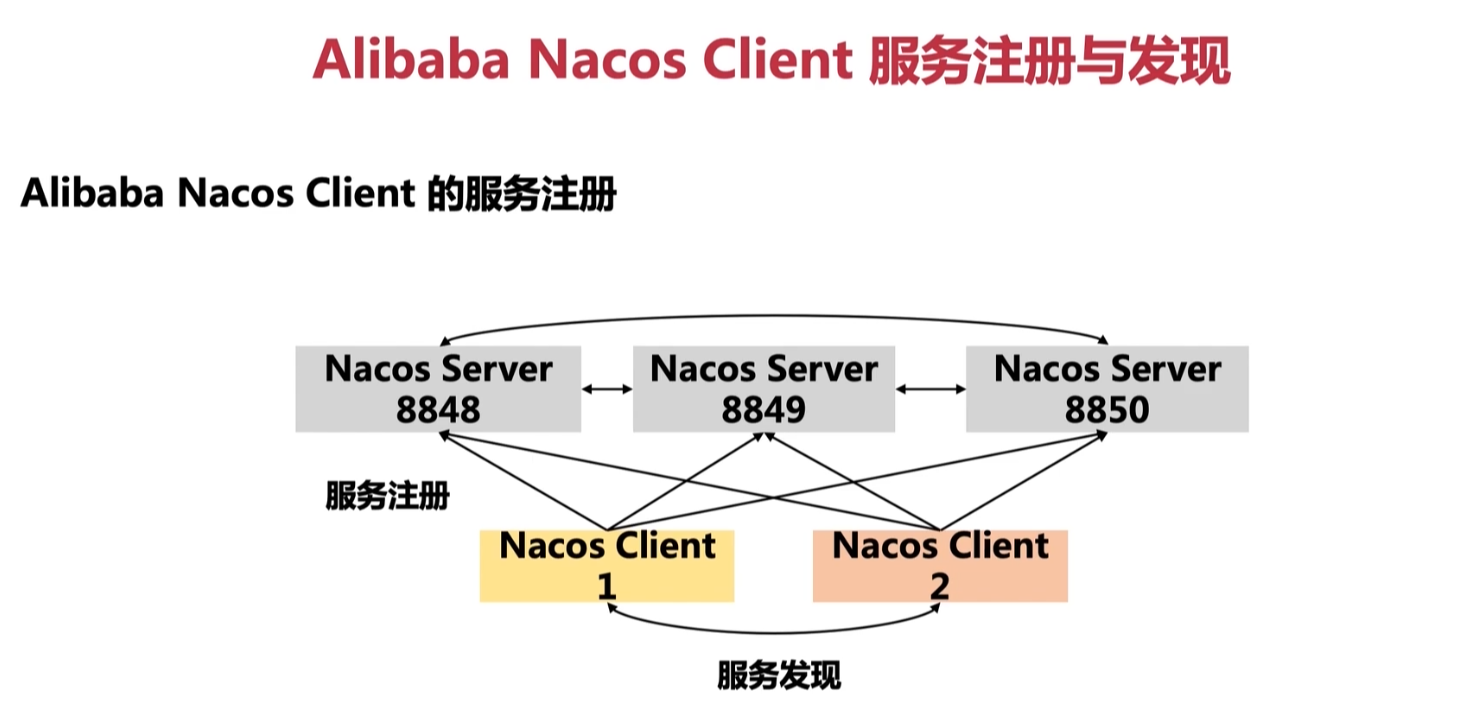 Alibaba Nacos Client 服务注册与发现
Alibaba Nacos Client 的服务注册
Nacos Server
8848
Nacos Server
8849
Nacos Server
8850
服务注册
Nacos Client
1
Nacos Client
2
服务发现